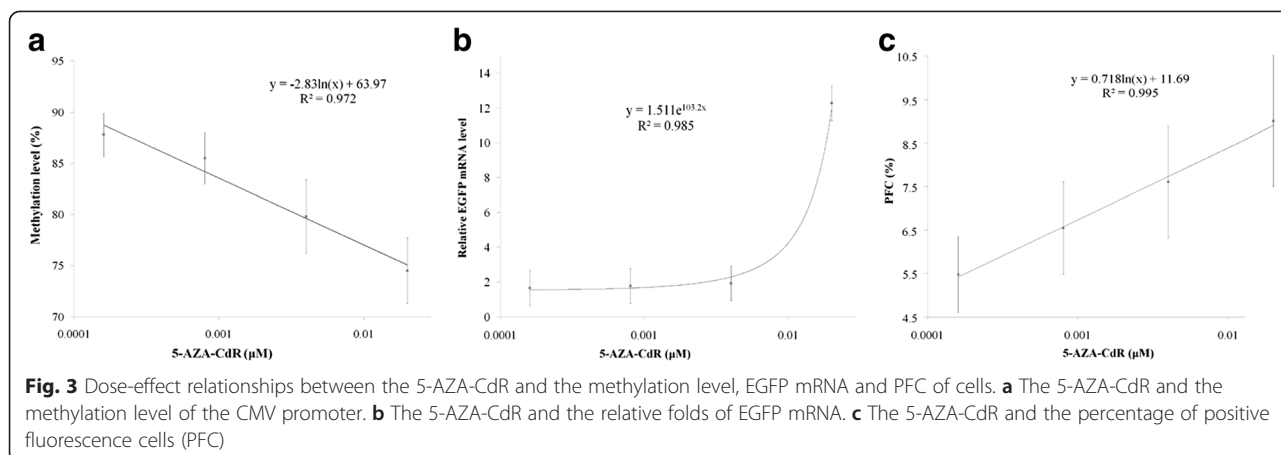 a
95
90
85
80
75
70
Methylation level (%)
y = -2.83ln(x) + 63.97
R² = 0.972
0.0001
0.001
0.01
5-AZA-CdR (µM)
b
14
12
10
8
6
4
2
0
Relative EGFP mRNA level
y = 1.511e^103.2x
R² = 0.985
0.0001
0.001
0.01
5-AZA-CdR (µM)
c
10.5
9.5
8.5
7.5
6.5
5.5
4.5
PFC (%)
y = 0.718ln(x) + 11.69
R² = 0.995
0.0001
0.001
0.01
5-AZA-CdR (µM)
Fig. 3 Dose-effect relationships between the 5-AZA-CdR and the methylation level, EGFP mRNA and PFC of cells. a The 5-AZA-CdR and the
methylation level of the CMV promoter. b The 5-AZA-CdR and the relative folds of EGFP mRNA. c The 5-AZA-CdR and the percentage of positive
fluorescence cells (PFC)